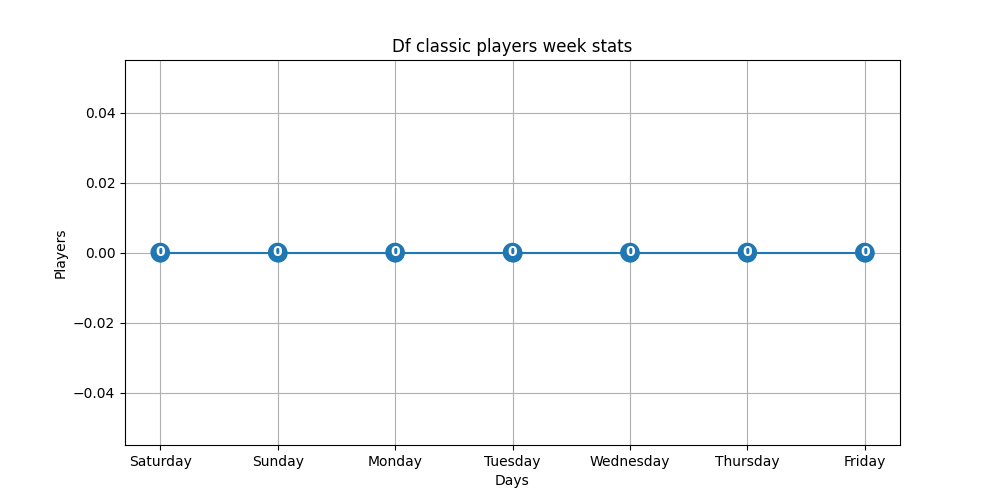 Df classic players week stats
0.04
0.02
0.00
−0.02
−0.04
Players
0 0 0 0 0 0 0
Saturday Sunday Monday Tuesday Wednesday Thursday Friday
Days